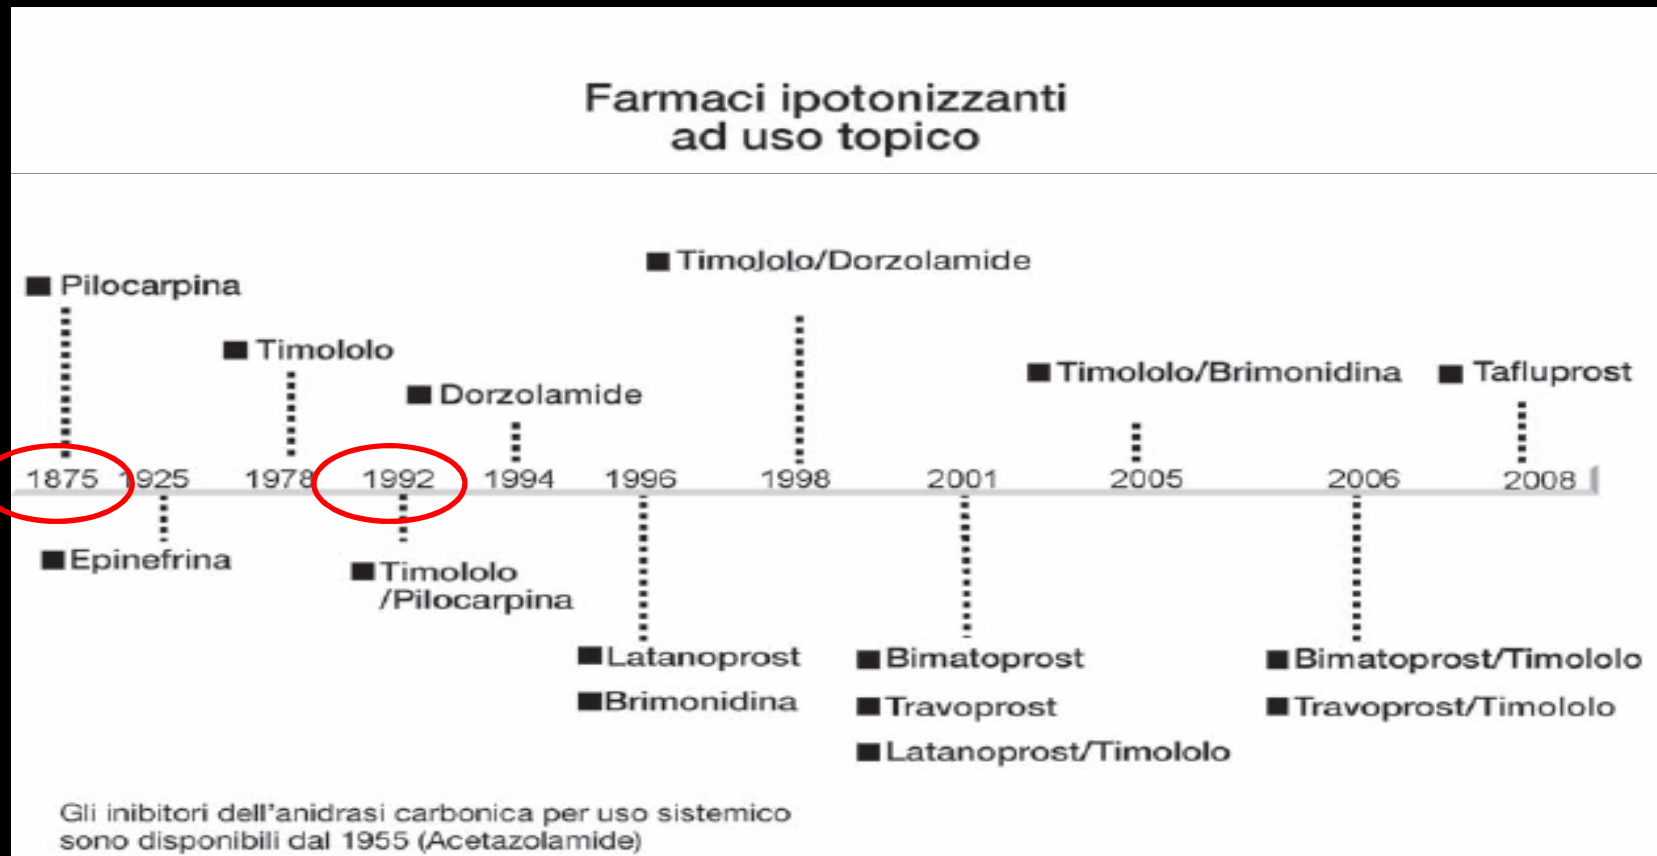 Farmaci ipotonizzanti
ad uso topico
■ Timololo/Dorzolamide
■ Pilocarpina
■ Timololo
■ Timololo/Brimonidina
■ Tafluprost
■ Dorzolamide
1875 1925 1978 1992 1994 1996 1998 2001 2005 2006 2008
■ Epinefrina
■ Timololo
/Pilocarpina
■ Latanoprost
■ Brimonidina
■ Bimatoprost
■ Travoprost
■ Latanoprost/Timololo
■ Bimatoprost/Timololo
■ Travoprost/Timololo
Gli inibitori dell'anidrasi carbonica per uso sistemico
sono disponibili dal 1955 (Acetazolamide)